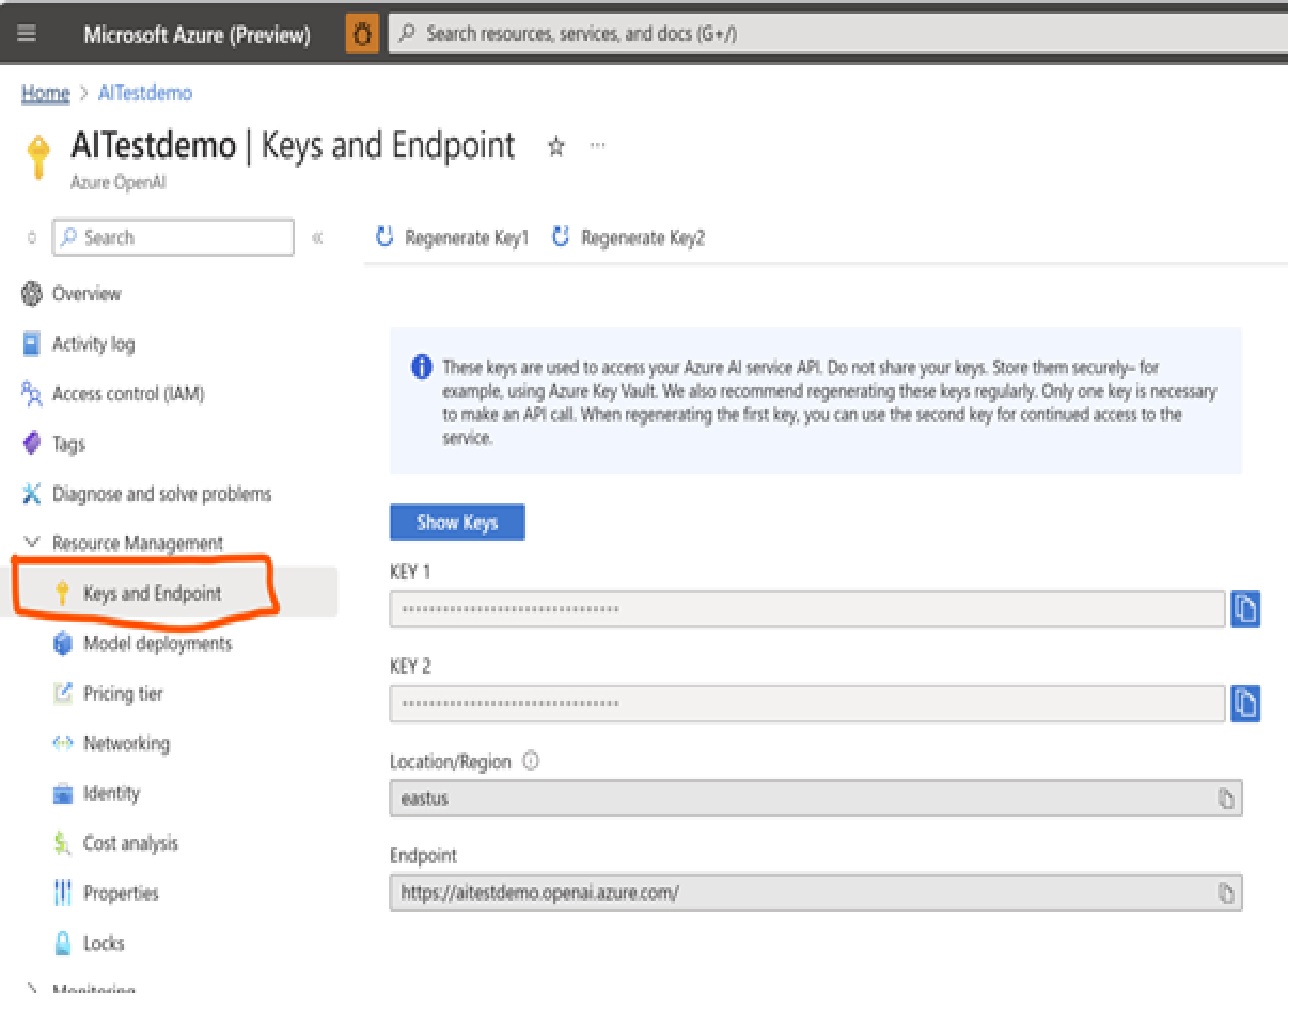 Microsoft Azure (Preview)
Search resources, services, and docs (G+/)
Home > AITestdemo
AITestdemo | Keys and Endpoint
Azure OpenAI
Search
Regenerate Key1
Regenerate Key2
Overview
Activity log
Access control (IAM)
Tags
Diagnose and solve problems
Resource Management
Keys and Endpoint
Model deployments
Pricing tier
Networking
Identity
Cost analysis
Properties
Locks
Monitoring
These keys are used to access your Azure AI service API. Do not share your keys. Store them securely– for
example, using Azure Key Vault. We also recommend regenerating these keys regularly. Only one key is necessary
to make an API call. When regenerating the first key, you can use the second key for continued access to the
service.
Show Keys
KEY 1
KEY 2
Location/Region
eastus
Endpoint
https://aitestdemo.openai.azure.com/